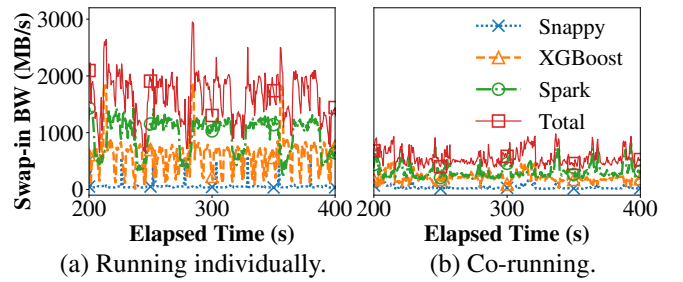 Swap-in BW (MB/s)
3000
2000
1000
0
200
300
400
Elapsed Time (s)
(a) Running individually.
Snappy
XGBoost
Spark
Total
200
300
400
Elapsed Time (s)
(b) Co-running.